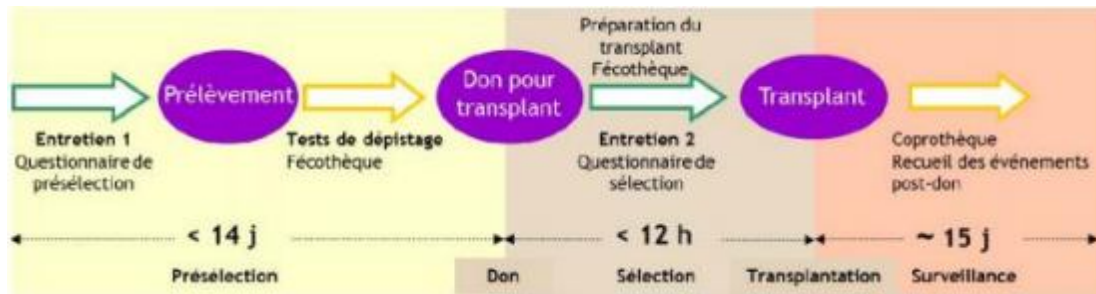 Préparation du
transplant
Fécothèque
Prélèvement
Don pour
transplant
Transplant
Entretien 1
Questionnaire de
présélection
Tests de dépistage
Fécothèque
Entretien 2
Questionnaire de
sélection
Coprothèque
Recueil des événements
post-don
< 14 j
< 12 h
~ 15 j
Présélection
Don
Sélection
Transplantation
Surveillance